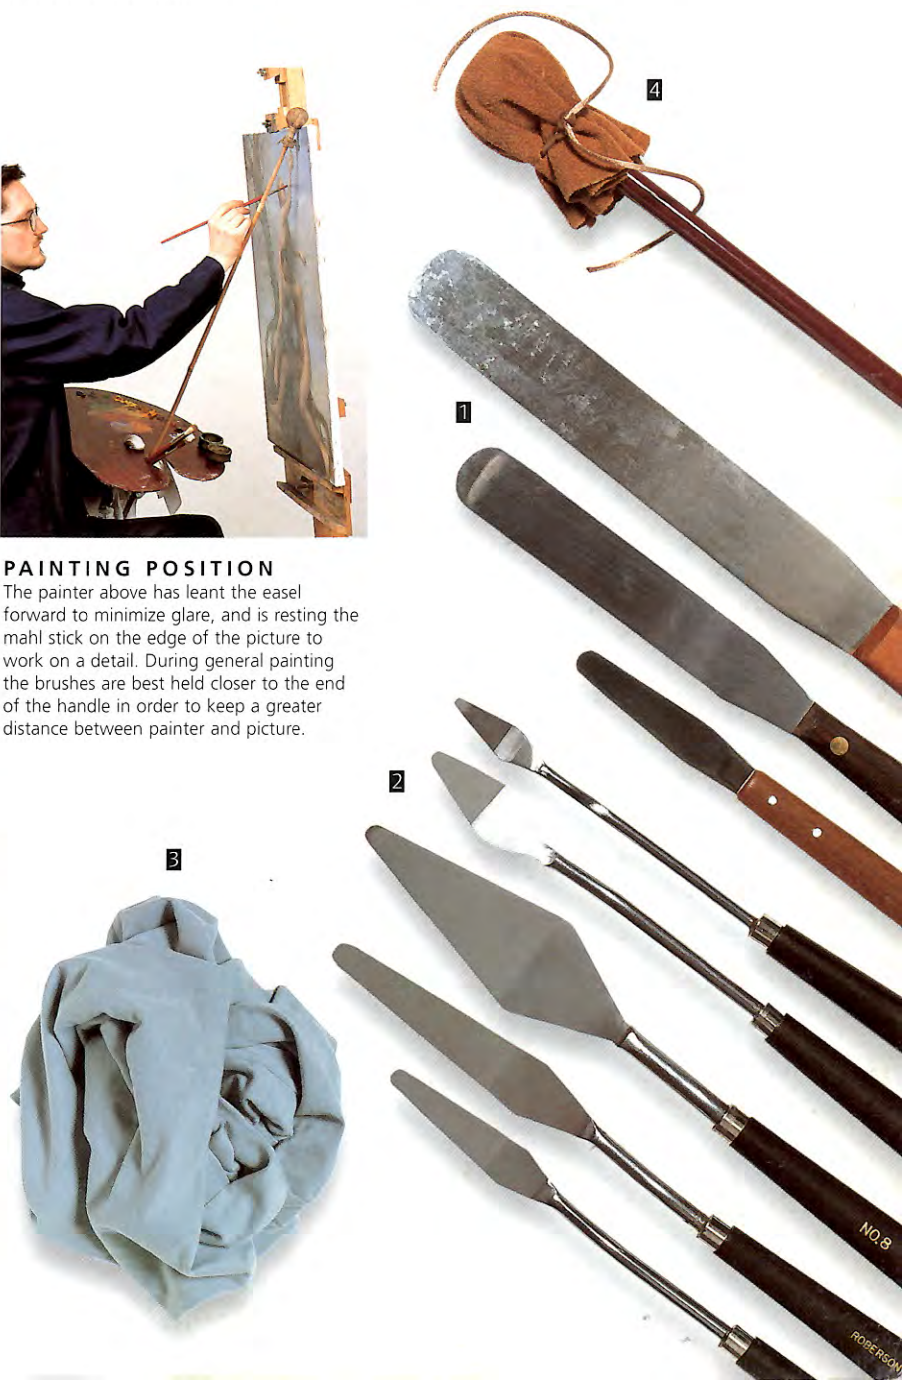 4
1
PAINTING POSITION
The painter above has leant the easel
forward to minimize glare, and is resting the
mahl stick on the edge of the picture to
work on a detail. During general painting
the brushes are best held closer to the end
of the handle in order to keep a greater
distance between painter and picture.
2
3
NO.8
ROBERSON